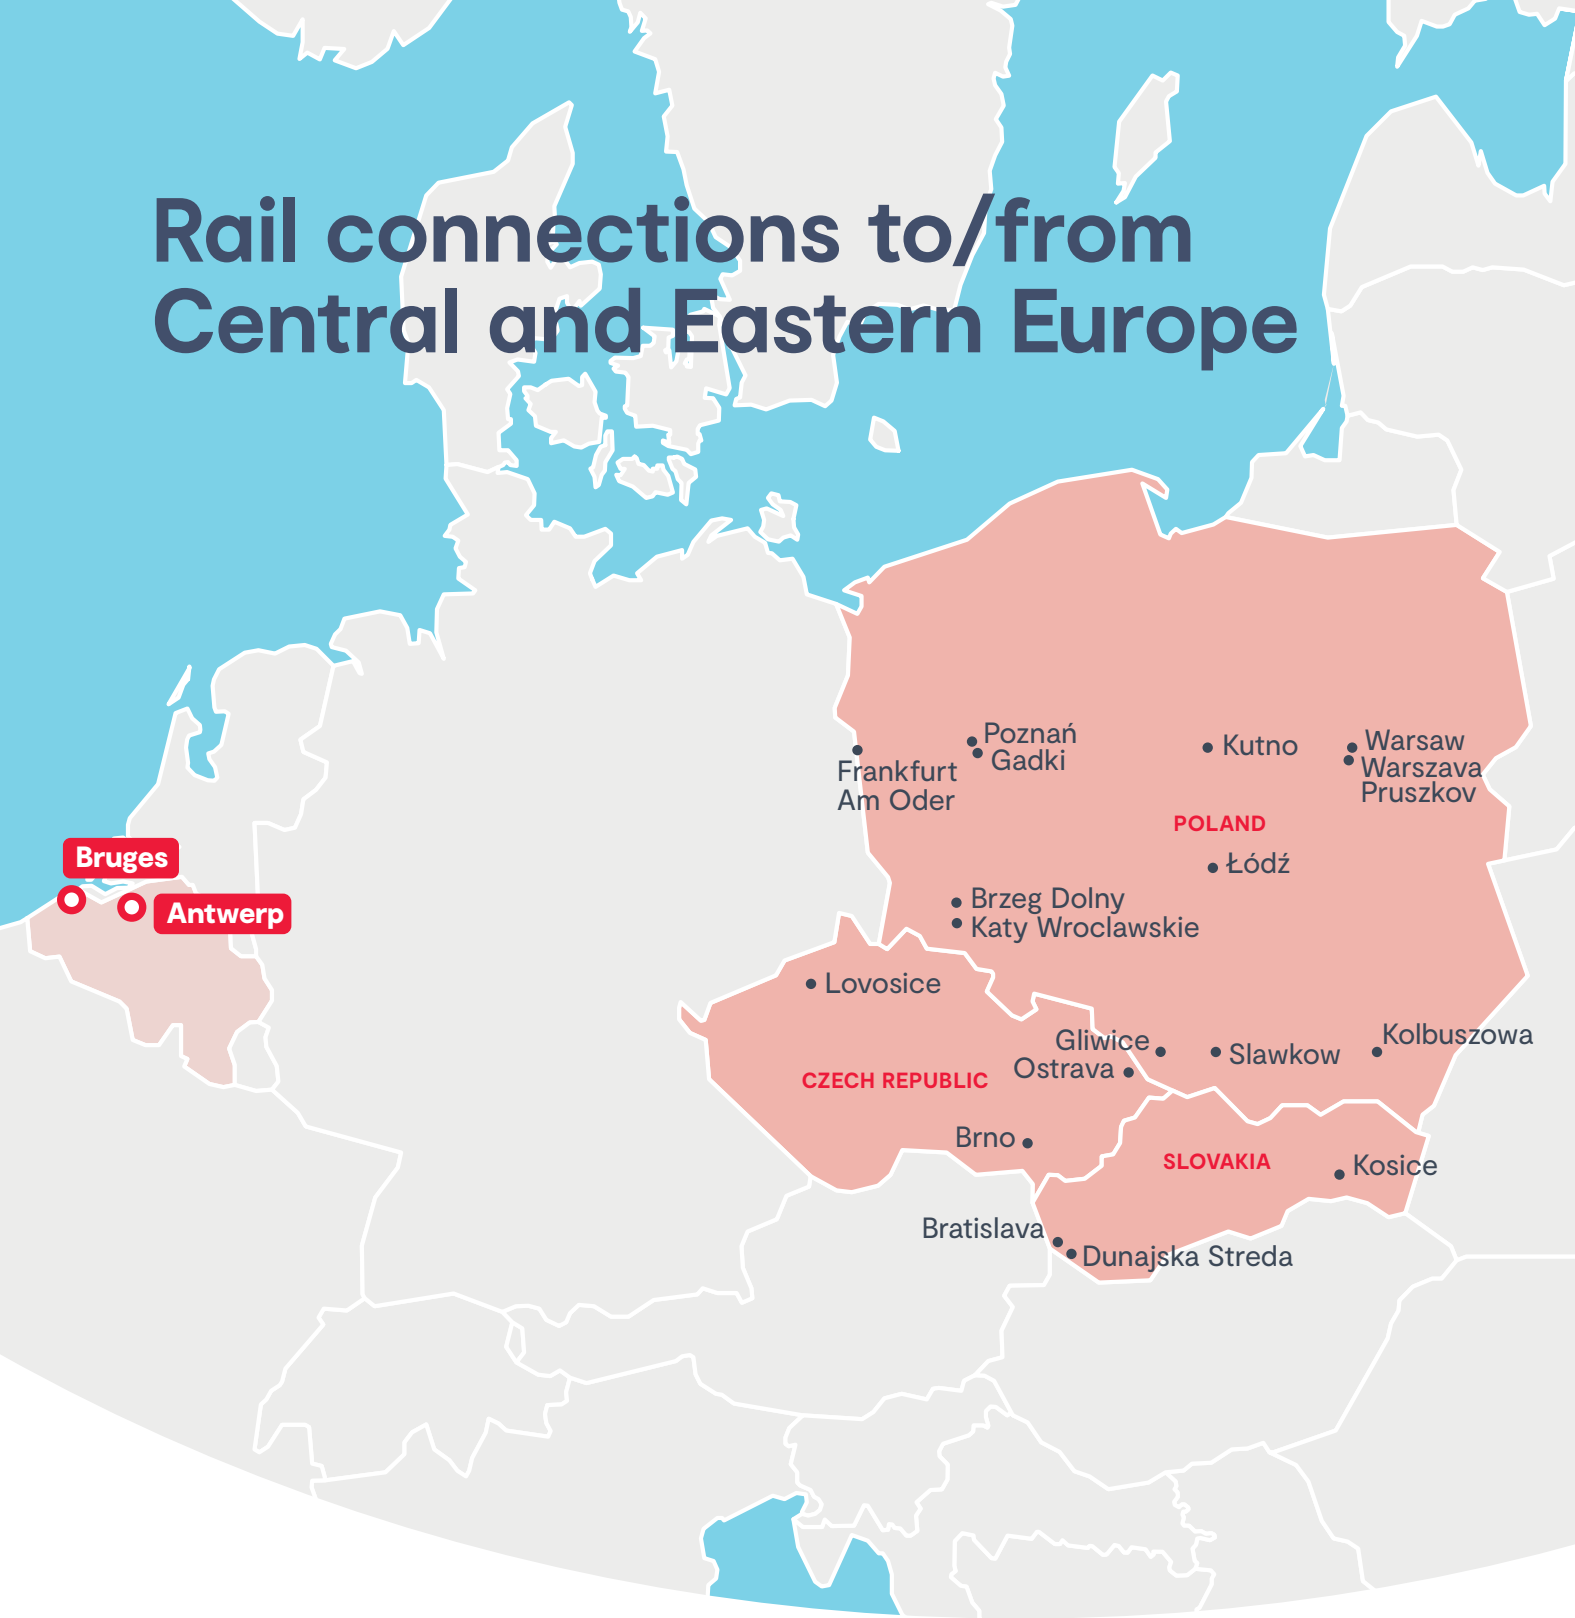 Rail connections to/from
Central and Eastern Europe
Poznań
Gadki
Kutno
Warsaw
Warszava
Pruszkov
Frankfurt
Am Oder
POLAND
Bruges
Antwerp
Łódź
Brzeg Dolny
Katy Wroclawskie
Lovosice
Gliwice
Slawkow
Kolbuszowa
Ostrava
CZECH REPUBLIC
Brno
SLOVAKIA
Kosice
Bratislava
Dunajska Streda